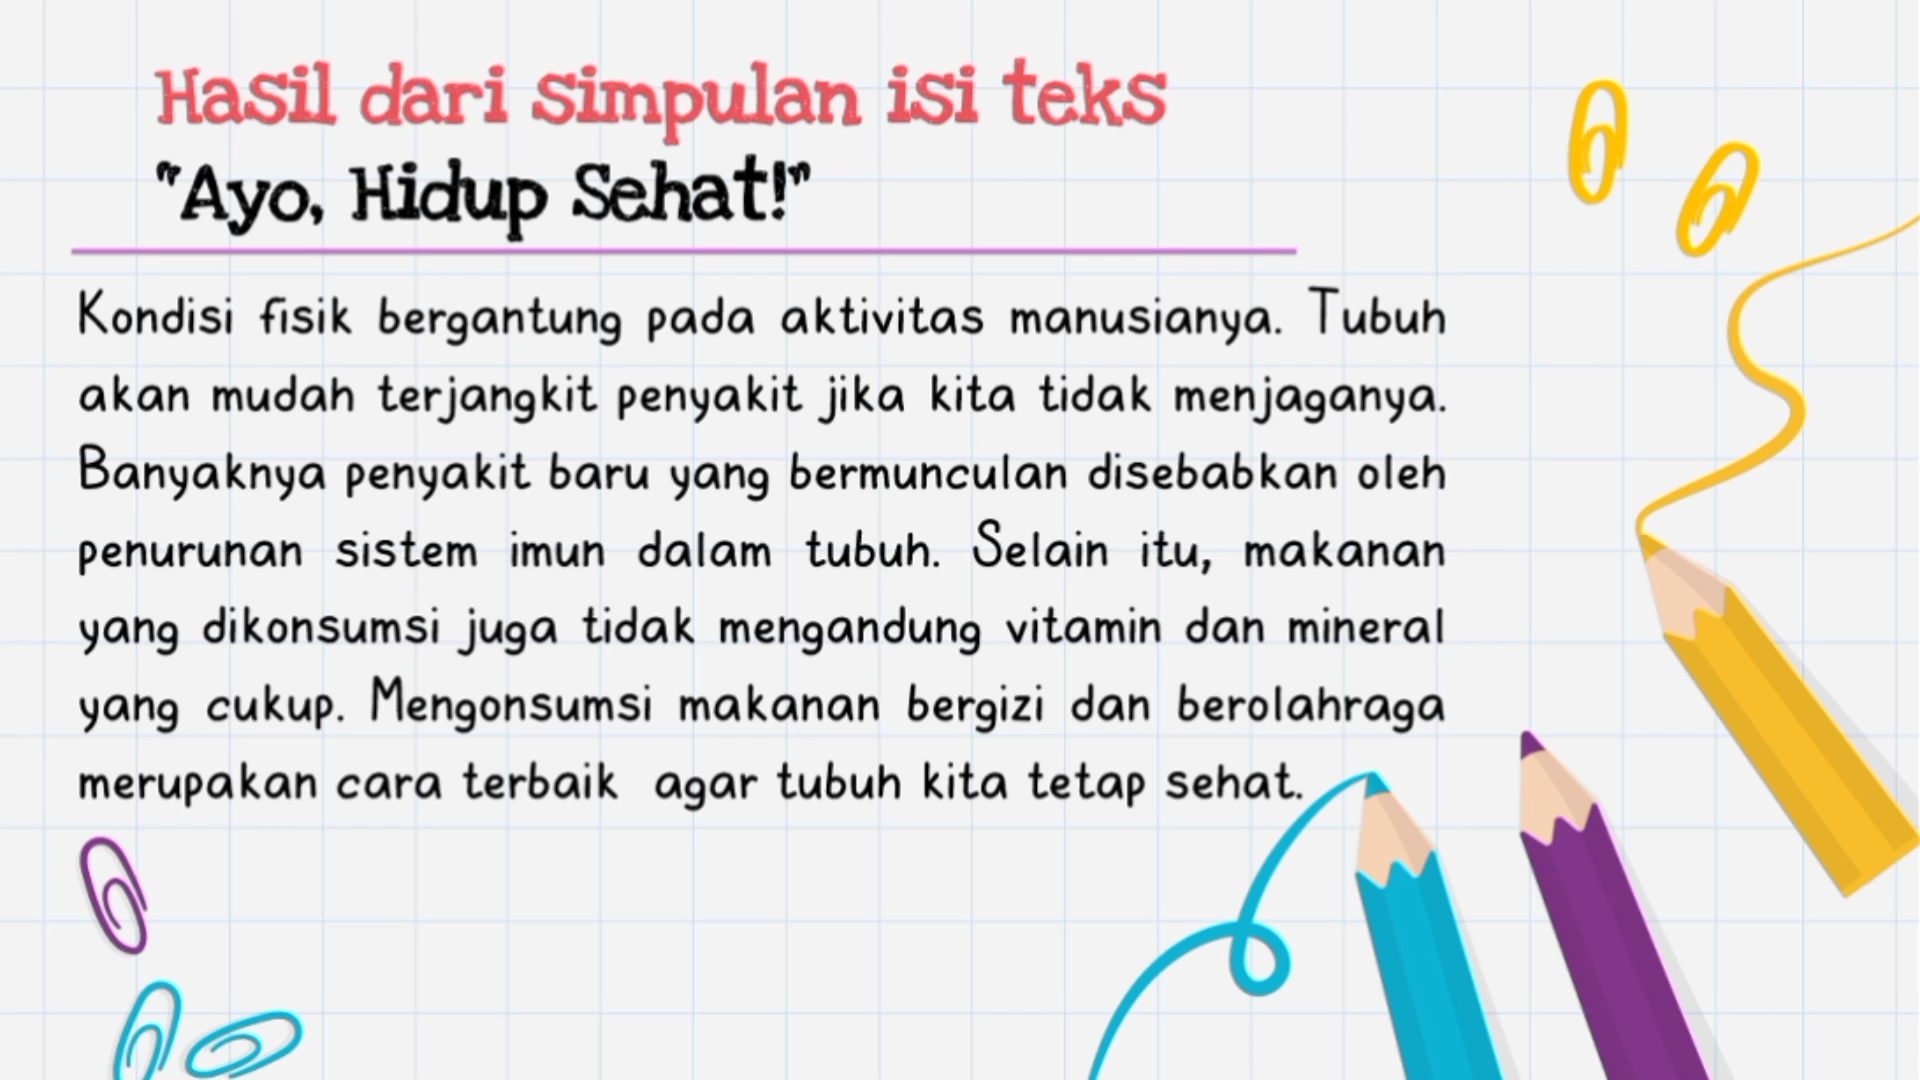 Hasil dari simpulan isi teks
"Ayo, Hidup Sehat!"
Kondisi fisik bergantung pada aktivitas manusianya. Tubuh
akan mudah terjangkit penyakit jika kita tidak menjaganya.
Banyaknya penyakit baru yang bermunculan disebabkan oleh
penurunan sistem imun dalam tubuh. Selain itu, makanan
yang dikonsumsi juga tidak mengandung vitamin dan mineral
yang cukup. Mengonsumsi makanan bergizi dan berolahraga
merupakan cara terbaik agar tubuh kita tetap sehat.